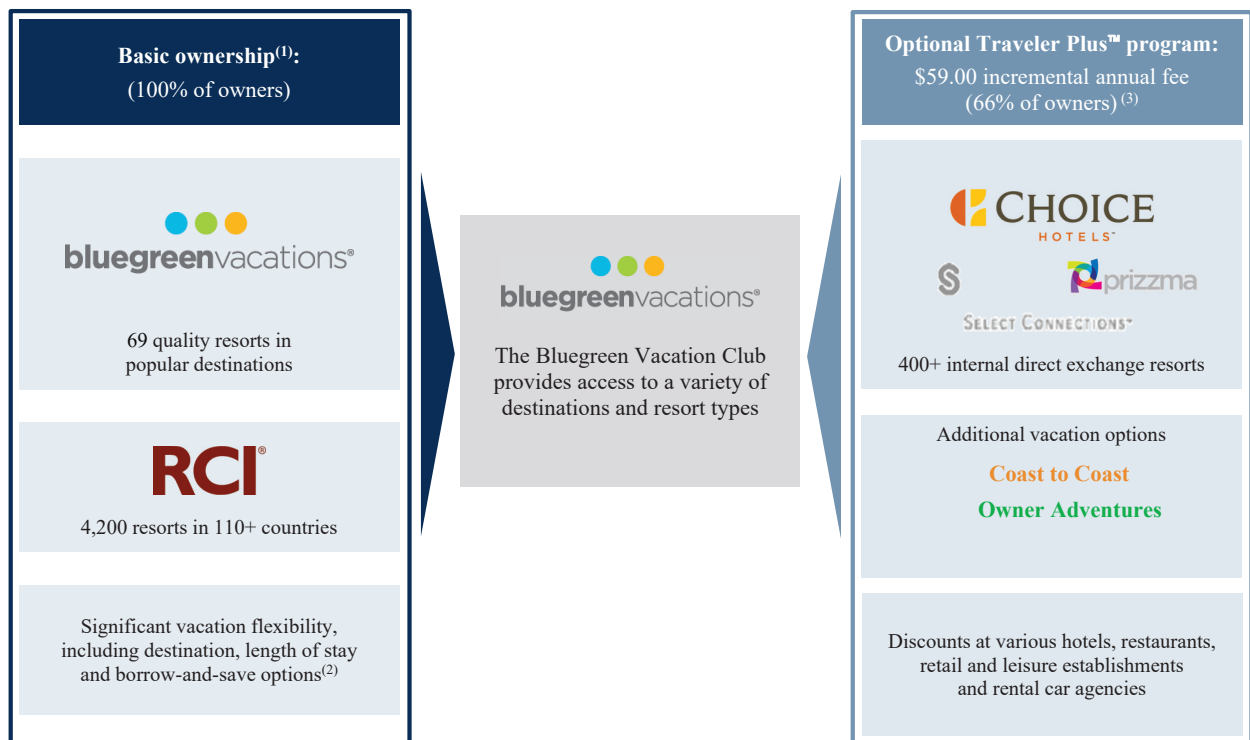 Basic ownership(1):
(100% of owners)
bluegreenvacations®
69 quality resorts in
popular destinations
RCI®
4,200 resorts in 110+ countries
Significant vacation flexibility,
including destination, length of stay
and borrow-and-save options(2)
bluegreenvacations®
The Bluegreen Vacation Club
provides access to a variety of
destinations and resort types
Optional Traveler Plus™ program:
$59.00 incremental annual fee
(66% of owners) (3)
CHOICE
HOTELS™
S
prizzma
SELECT CONNECTIONS™
400+ internal direct exchange resorts
Additional vacation options
Coast to Coast
Owner Adventures
Discounts at various hotels, restaurants,
retail and leisure establishments
and rental car agencies